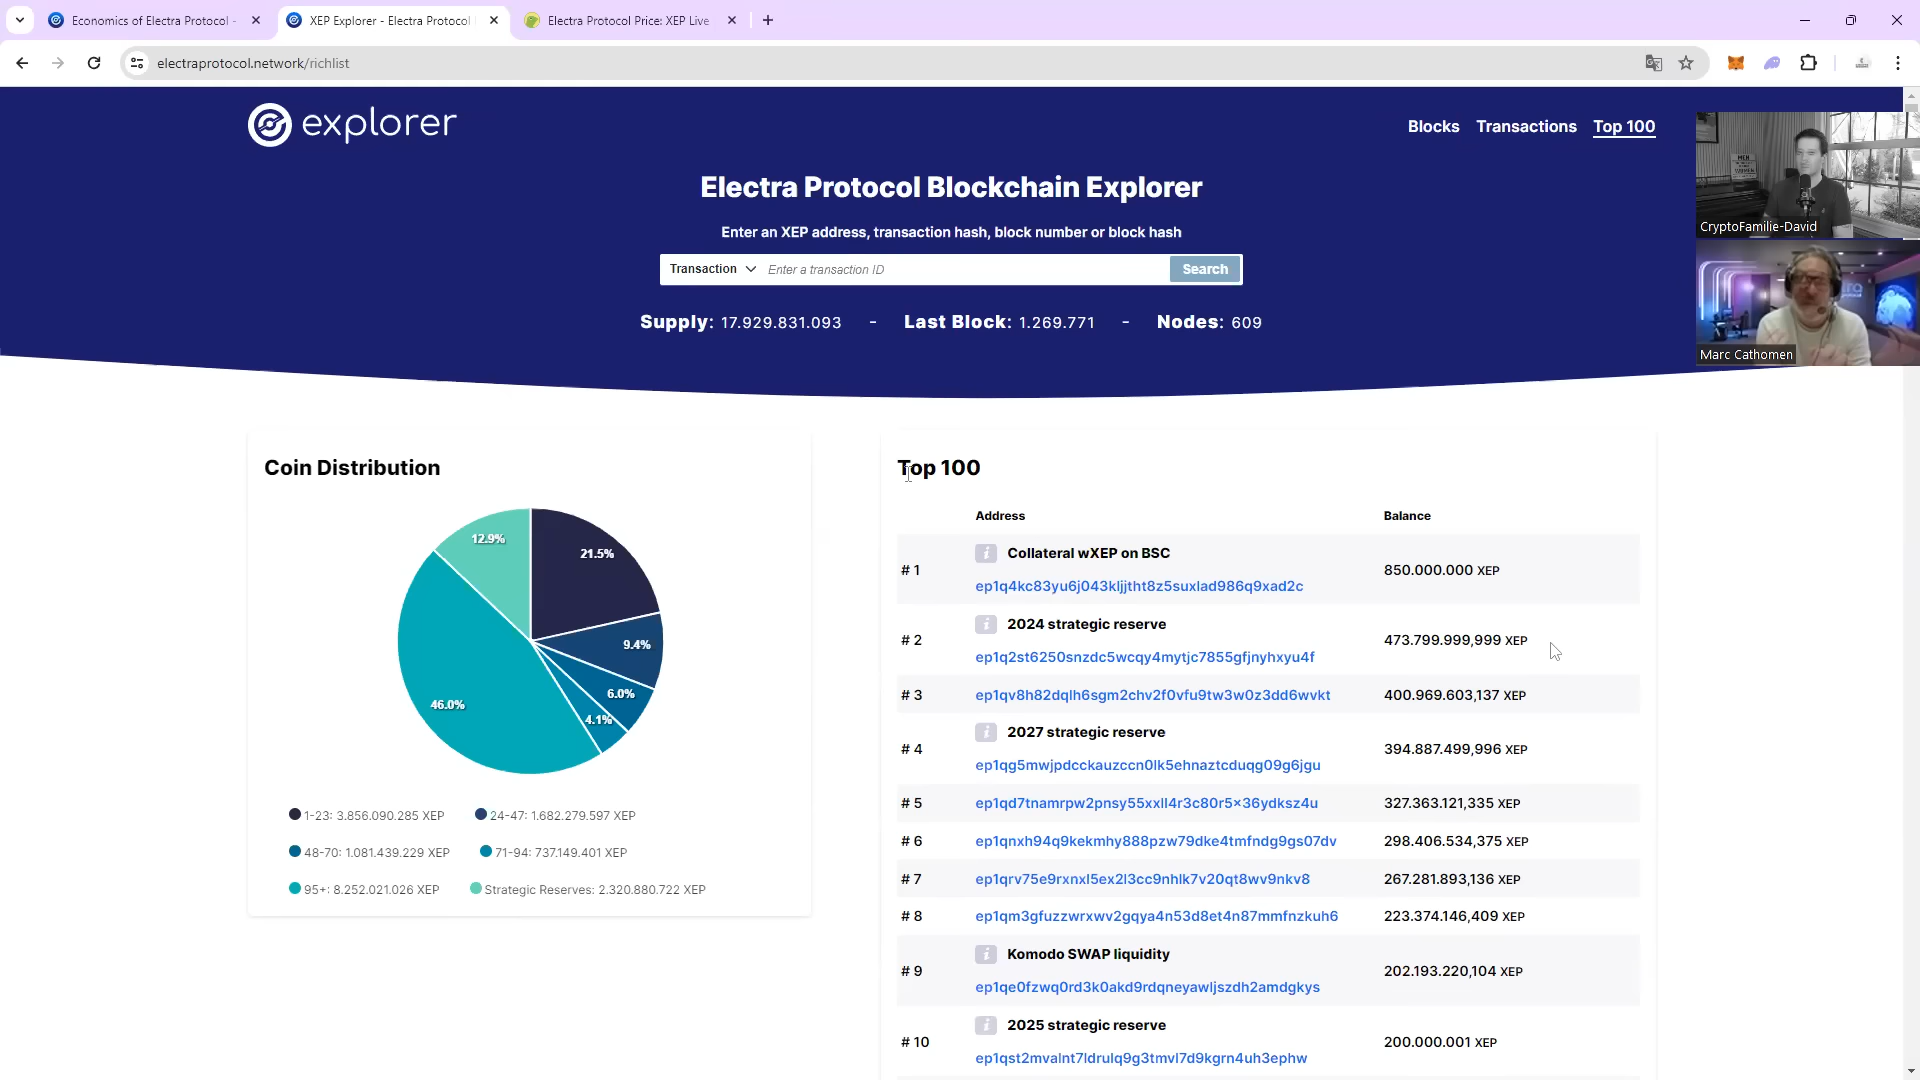 Economics of Electra Protocol -
XEP Explorer - Electra Protocol
Electra Protocol Price: XEP Live
electraprotocol.network/richlist
explorer
Blocks Transactions Top 100
Electra Protocol Blockchain Explorer
Enter an XEP address, transaction hash, block number or block hash
Transaction Enter a transaction ID Search
Supply: 17.929.831.093 - Last Block: 1.269.771 - Nodes: 609
CryptoFamilie-David
Marc Cathomen
Coin Distribution
12.9%
21.5%
9.4%
6.0%
4.1%
46.0%
1-23: 3.856.090.285 XEP
24-47: 1.682.279.597 XEP
48-70: 1.081.439.229 XEP
71-94: 737.149.401 XEP
95+: 8.252.021.026 XEP
Strategic Reserves: 2.320.880.722 XEP
Top 100
Address Balance
Collateral wXEP on BSC
# 1 850.000.000 XEP
ep1q4kc83yu6j043kljjtht8z5suxlad986q9xad2c
2024 strategic reserve
# 2 473.799.999,999 XEP
ep1q2st6250snzdc5wcqy4mytjc7855gfjnyhxyu4f
# 3 ep1qv8h82dqlh6sgm2chv2f0vfu9tw3w0z3dd6wvkt 400.969.603,137 XEP
2027 strategic reserve
# 4 394.887.499,996 XEP
ep1qg5mwjpdcckauzccn0lk5ehnaztcduqg09g6jgu
# 5 ep1qd7tnamrpw2pnsy55xxll4r3c80r5x36ydksz4u 327.363.121,335 XEP
# 6 ep1qnxh94q9kekmhy888pzw79dke4tmfndg9gs07dv 298.406.534,375 XEP
# 7 ep1qrv75e9rxnxl5ex2l3cc9nhlk7v20qt8wv9nkv8 267.281.893,136 XEP
# 8 ep1qm3gfuzzwrxwv2gqya4n53d8et4n87mmfnzkuh6 223.374.146,409 XEP
Komodo SWAP liquidity
# 9 202.193.220,104 XEP
ep1qe0fzwq0rd3k0akd9rdqneyawljszdh2amdgkys
2025 strategic reserve
# 10 200.000.001 XEP
ep1qst2mvalnt7ldrulq9g3tmvl7d9kgrn4uh3ephw